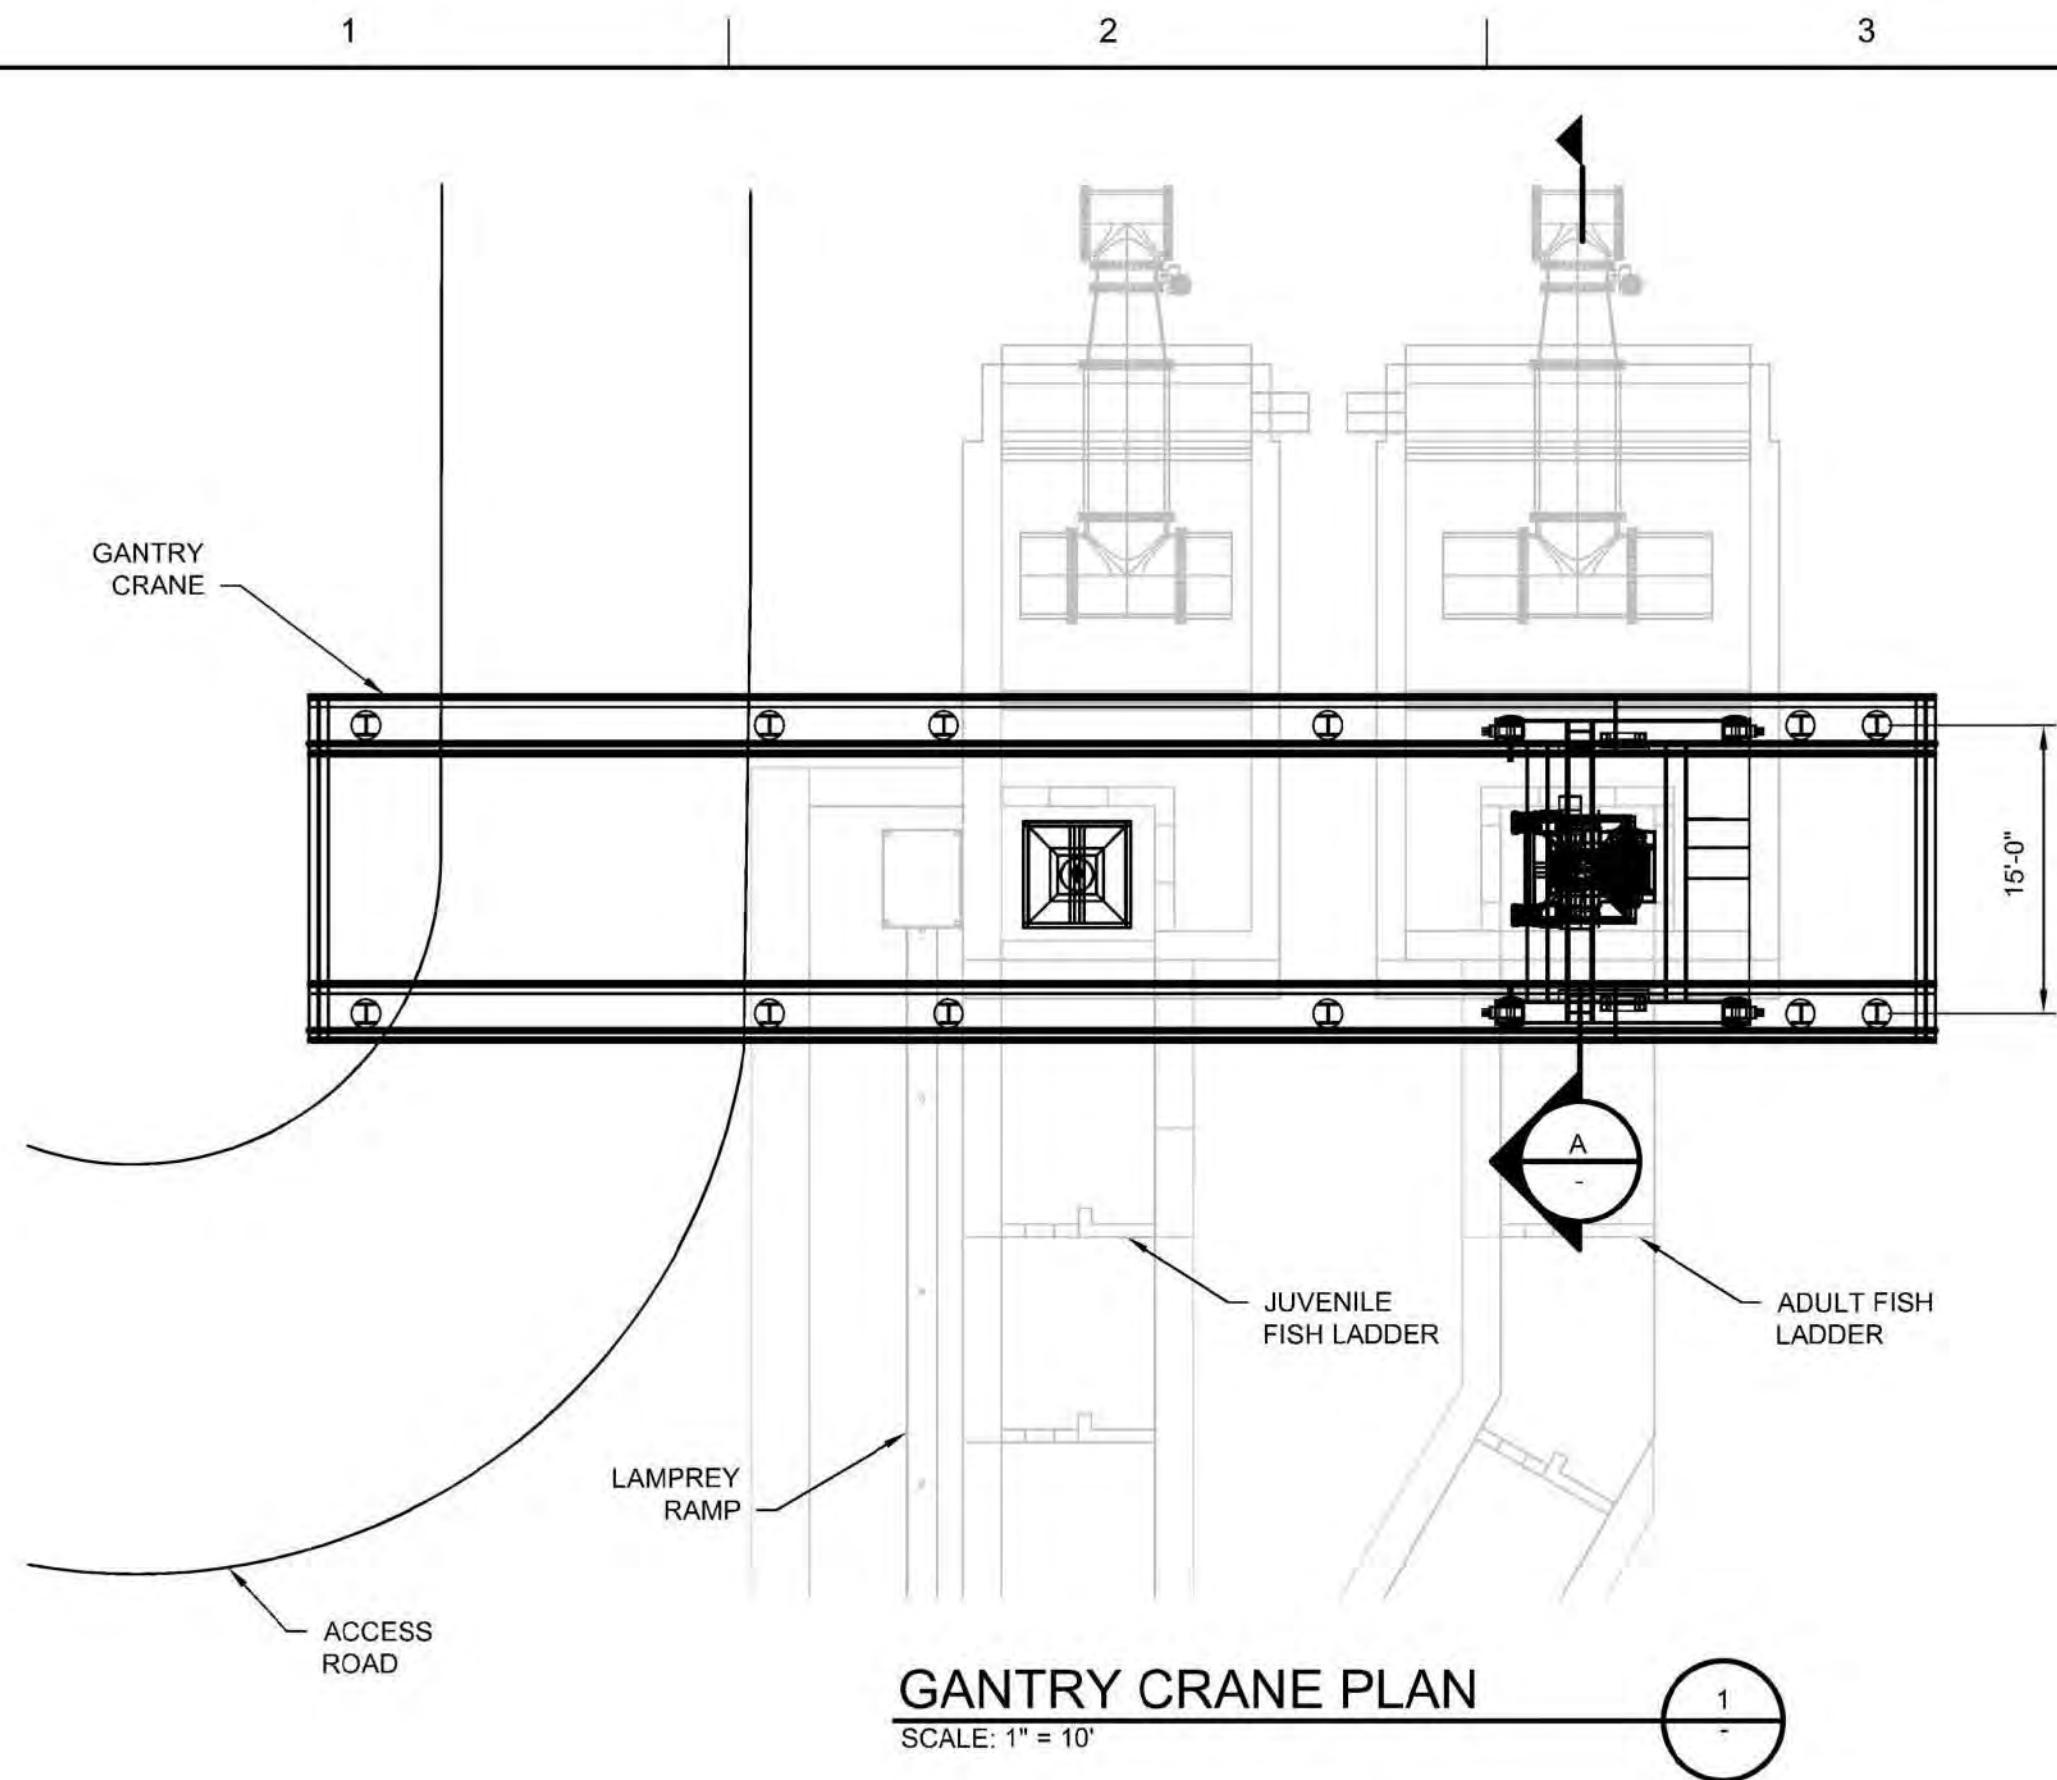 1
2
3
GANTRY
CRANE
15'-0"
A
-
JUVENILE
FISH LADDER
ADULT FISH
LADDER
LAMPREY
RAMP
ACCESS
ROAD
GANTRY CRANE PLAN
SCALE: 1" = 10'
1
-